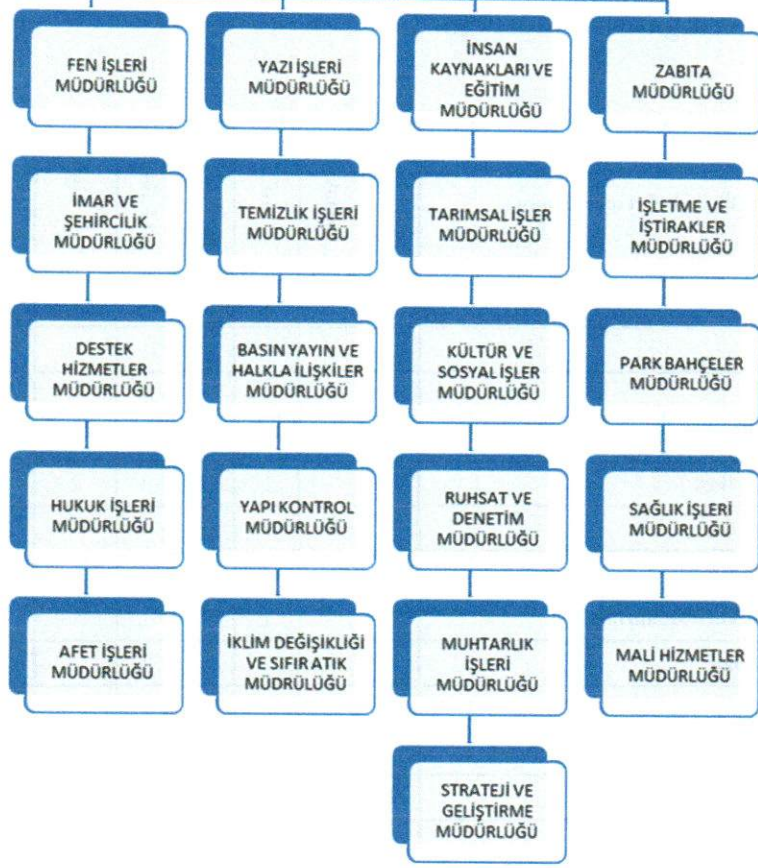 FEN İŞLERİ
MÜDÜRLÜĞÜ
YAZI İŞLERİ
MÜDÜRLÜĞÜ
İNSAN
KAYNAKLARI VE
EĞİTİM
MÜDÜRLÜĞÜ
ZABITA
MÜDÜRLÜĞÜ
İMAR VE
ŞEHİRCİLİK
MÜDÜRLÜĞÜ
TEMİZLİK İŞLERİ
MÜDÜRLÜĞÜ
TARIMSAL İŞLER
MÜDÜRLÜĞÜ
İŞLETME VE
İŞTİRAKLER
MÜDÜRLÜĞÜ
DESTEK
HİZMETLER
MÜDÜRLÜĞÜ
BASIN YAYIN VE
HALKLA İLİŞKİLER
MÜDÜRLÜĞÜ
KÜLTÜR VE
SOSYAL İŞLER
MÜDÜRLÜĞÜ
PARK BAHÇELER
MÜDÜRLÜĞÜ
HUKUK İŞLERİ
MÜDÜRLÜĞÜ
YAPI KONTROL
MÜDÜRLÜĞÜ
RUHSAT VE
DENETİM
MÜDÜRLÜĞÜ
SAĞLIK İŞLERİ
MÜDÜRLÜĞÜ
AFET İŞLERİ
MÜDÜRLÜĞÜ
İKLİM DEĞİŞİKLİĞİ
VE SIFIR ATIK
MÜDRÜLÜĞÜ
MUHTARLIK
İŞLERİ
MÜDÜRLÜĞÜ
MALİ HİZMETLER
MÜDÜRLÜĞÜ
STRATEJİ VE
GELİŞTİRME
MÜDÜRLÜĞÜ